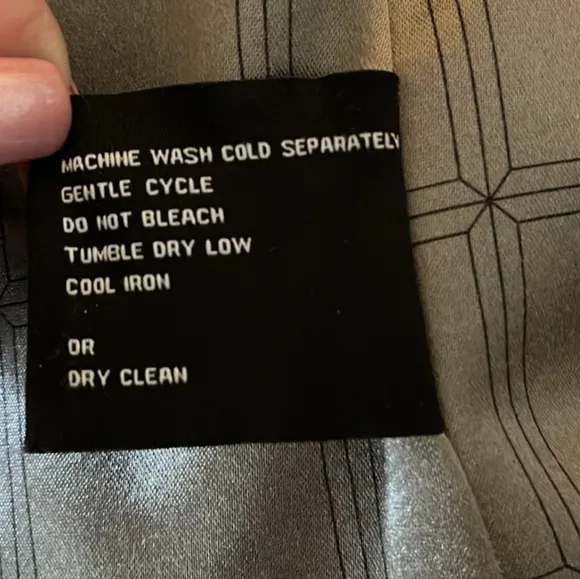 MACHINE WASH COLD SEPARATELY
GENTLE CYCLE
DO NOT BLEACH
TUMBLE DRY LOW
COOL IRON
OR
DRY CLEAN